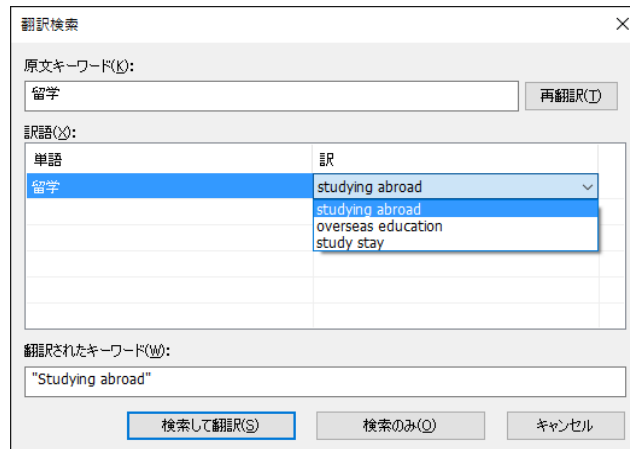 翻訳検索
原文キーワード(K):
留学
再翻訳(T)
訳語(X):
単語 訳
留学 studying abroad
studying abroad
overseas education
study stay
翻訳されたキーワード(W):
"Studying abroad"
検索して翻訳(S) 検索のみ(O) キャンセル